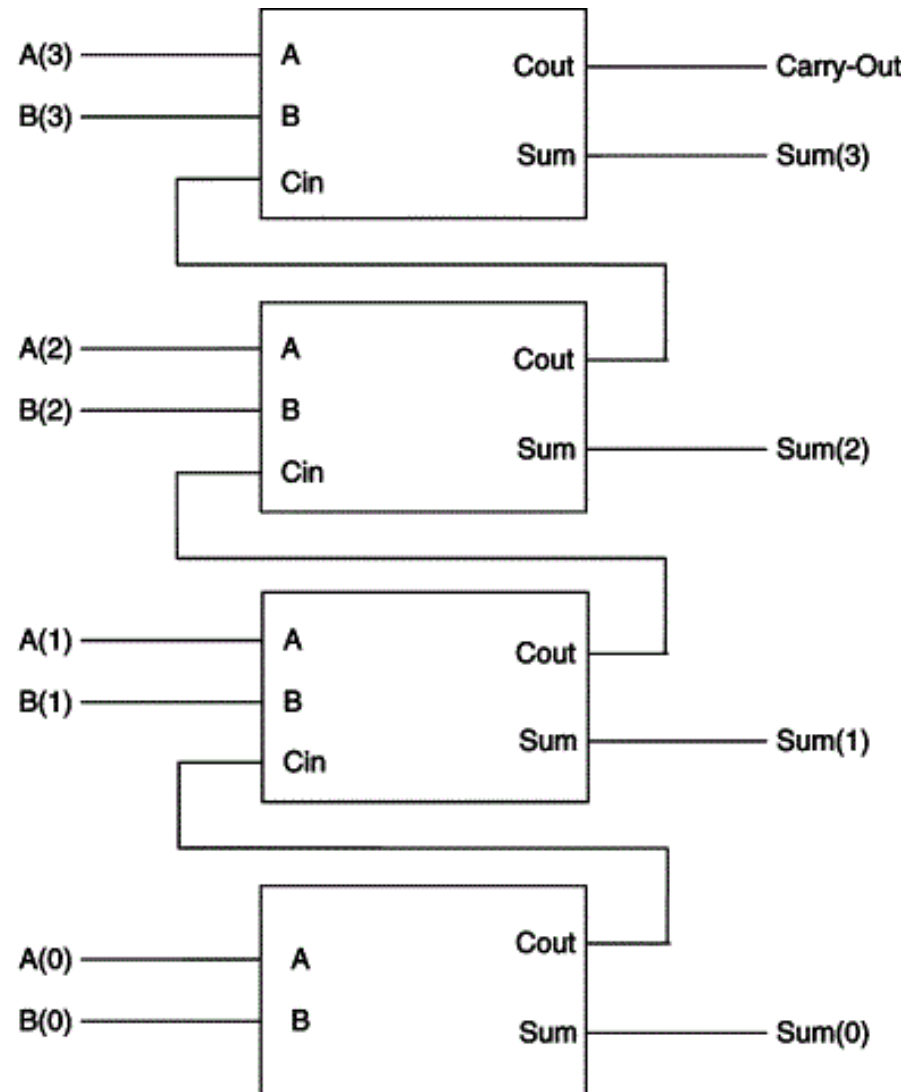 A(3) A Cout Carry-Out
B(3) B
Sum Sum(3)
Cin
A(2) A Cout
B(2) B
Sum Sum(2)
Cin
A(1) A Cout
B(1) B
Sum Sum(1)
Cin
Cout
A(0) A
B(0) B
Sum Sum(0)